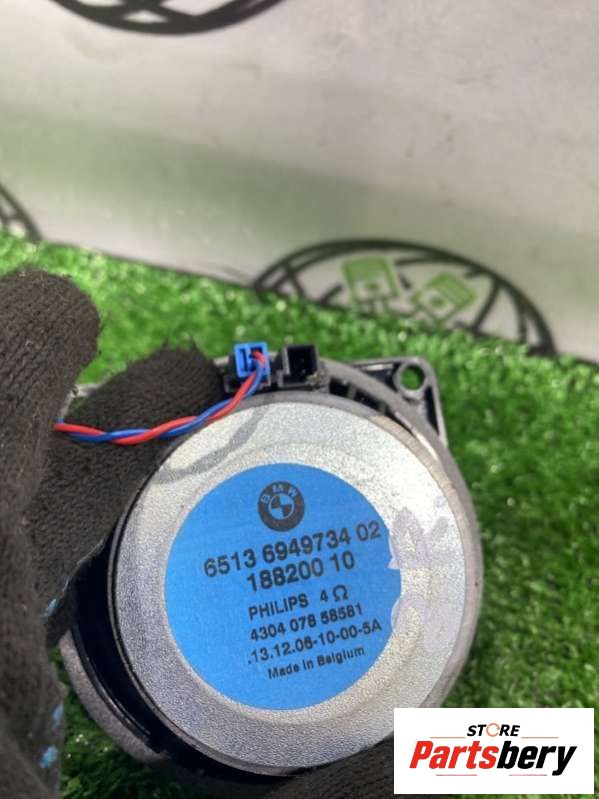 BMW
6513 6949734 02
188200 10
PHILIPS 4 Ω
4304 078 58581
.13.12.06-10-00-5A
Made in Belgium
STORE
Partsbery